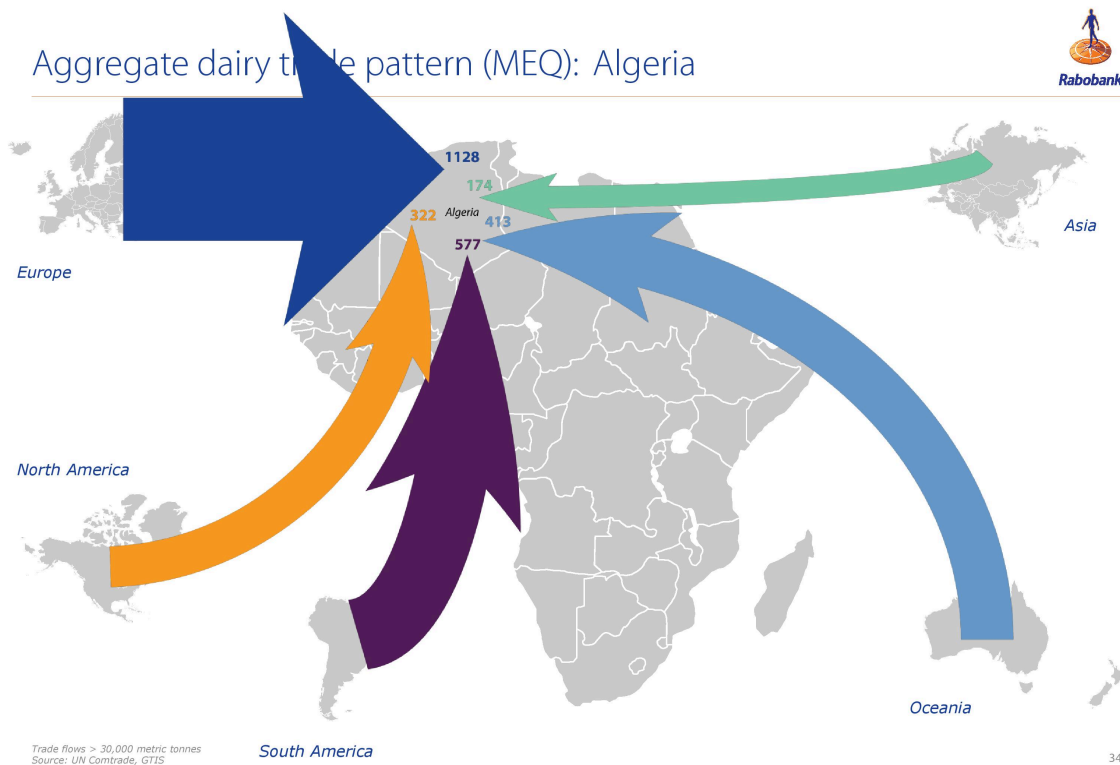 Aggregate dairy trade pattern (MEQ): Algeria
Rabobank
1128
174
322
Algeria
413
577
Europe
Asia
North America
Oceania
South America
Trade flows > 30,000 metric tonnes
Source: UN Comtrade, GTIS
34